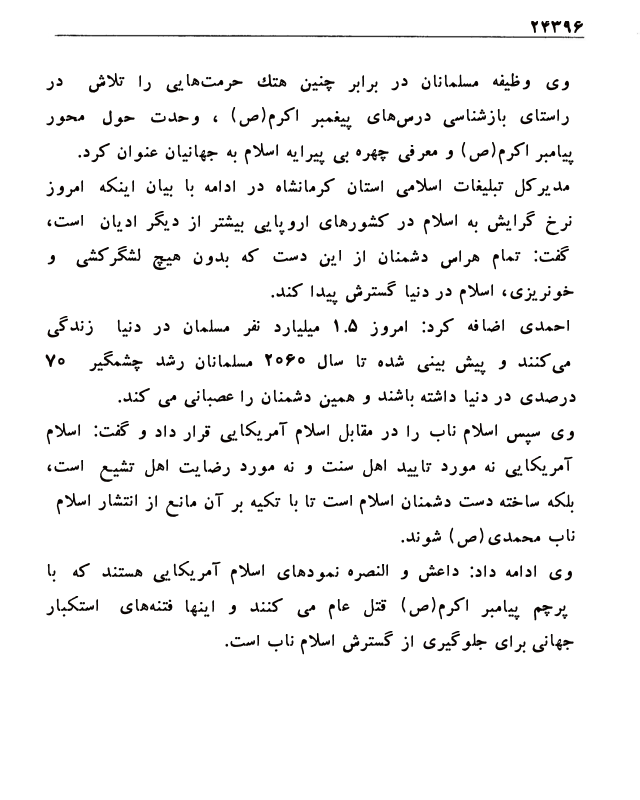 ۲۴۳۹۶
وی وظیفه مسلمانان در برابر چنین هتك حرمت‌هایی را تلاش در
راستای بازشناسی درس‌های پیغمبر اکرم(ص) ، وحدت حول محور
پیامبر اکرم(ص) و معرفی چهره بی پیرایه اسلام به جهانیان عنوان کرد.
مدیرکل تبلیغات اسلامی استان کرمانشاه در ادامه با بیان اینکه امروز
نرخ گرایش به اسلام در کشورهای اروپایی بیشتر از دیگر ادیان است،
گفت: تمام هراس دشمنان از این دست که بدون هیچ لشگرکشی و
خونریزی، اسلام در دنیا گسترش پیدا کند.
احمدی اضافه کرد: امروز ۱.۵ میلیارد نفر مسلمان در دنیا زندگی
می‌کنند و پیش بینی شده تا سال ۲۰۶۰ مسلمانان رشد چشمگیر ۷۰
درصدی در دنیا داشته باشند و همین دشمنان را عصبانی می کند.
وی سپس اسلام ناب را در مقابل اسلام آمریکایی قرار داد و گفت: اسلام
آمریکایی نه مورد تایید اهل سنت و نه مورد رضایت اهل تشیع است،
بلکه ساخته دست دشمنان اسلام است تا با تکیه بر آن مانع از انتشار اسلام
ناب محمدی(ص) شوند.
وی ادامه داد: داعش و النصره نمودهای اسلام آمریکایی هستند که با
پرچم پیامبر اکرم(ص) قتل عام می کنند و اینها فتنه‌های استکبار
جهانی برای جلوگیری از گسترش اسلام ناب است.